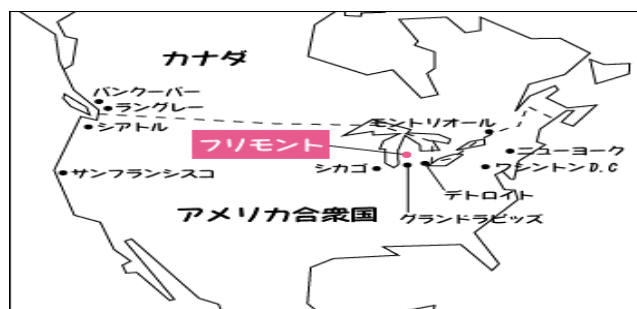 カナダ
バンクーバー
ラングレー
シアトル
モントリオール
フリモント
ニューヨーク
シカゴ
ワシントンD.C
サンフランシスコ
デトロイト
アメリカ合衆国
グランドラピッズ